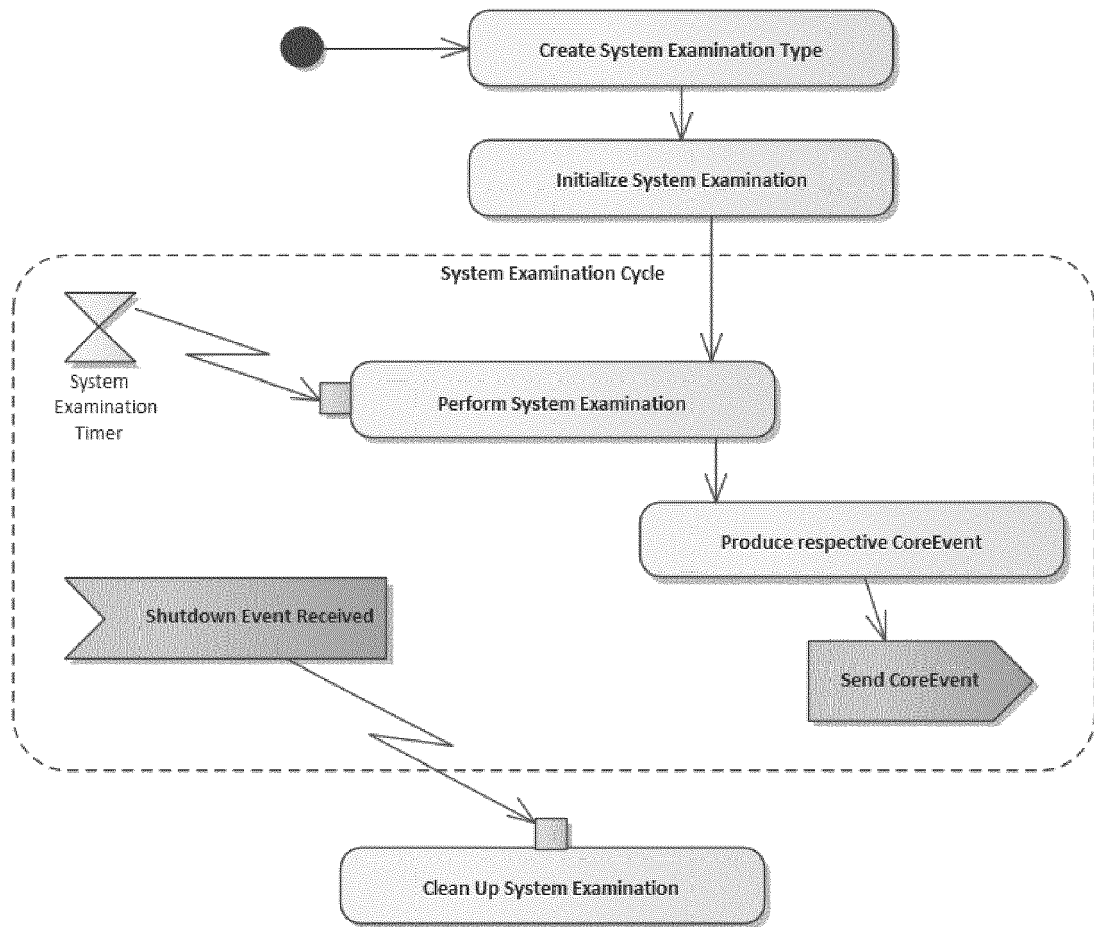 Create System Examination Type
Initialize System Examination
System Examination Cycle
System
Examination
Timer
Perform System Examination
Produce respective CoreEvent
Shutdown Event Received
Send CoreEvent
Clean Up System Examination